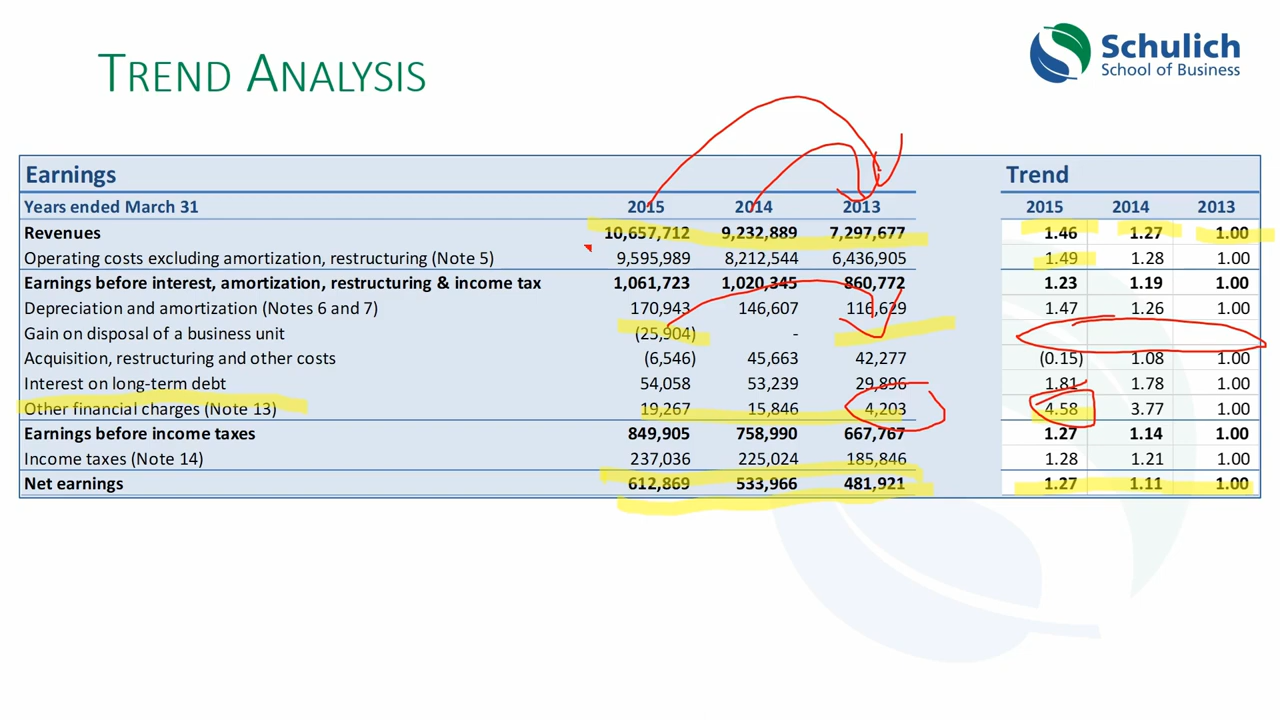 TREND ANALYSIS
Schulich
School of Business
Earnings Trend
Years ended March 31 2015 2014 2013 2015 2014 2013
Revenues 10,657,712 9,232,889 7,297,677 1.46 1.27 1.00
Operating costs excluding amortization, restructuring (Note 5) 9,595,989 8,212,544 6,436,905 1.49 1.28 1.00
Earnings before interest, amortization, restructuring & income tax 1,061,723 1,020,345 860,772 1.23 1.19 1.00
Depreciation and amortization (Notes 6 and 7) 170,943 146,607 116,629 1.47 1.26 1.00
Gain on disposal of a business unit (25,904) -
Acquisition, restructuring and other costs (6,546) 45,663 42,277 (0.15) 1.08 1.00
Interest on long-term debt 54,058 53,239 29,896 1.81 1.78 1.00
Other financial charges (Note 13) 19,267 15,846 4,203 4.58 3.77 1.00
Earnings before income taxes 849,905 758,990 667,767 1.27 1.14 1.00
Income taxes (Note 14) 237,036 225,024 185,846 1.28 1.21 1.00
Net earnings 612,869 533,966 481,921 1.27 1.11 1.00